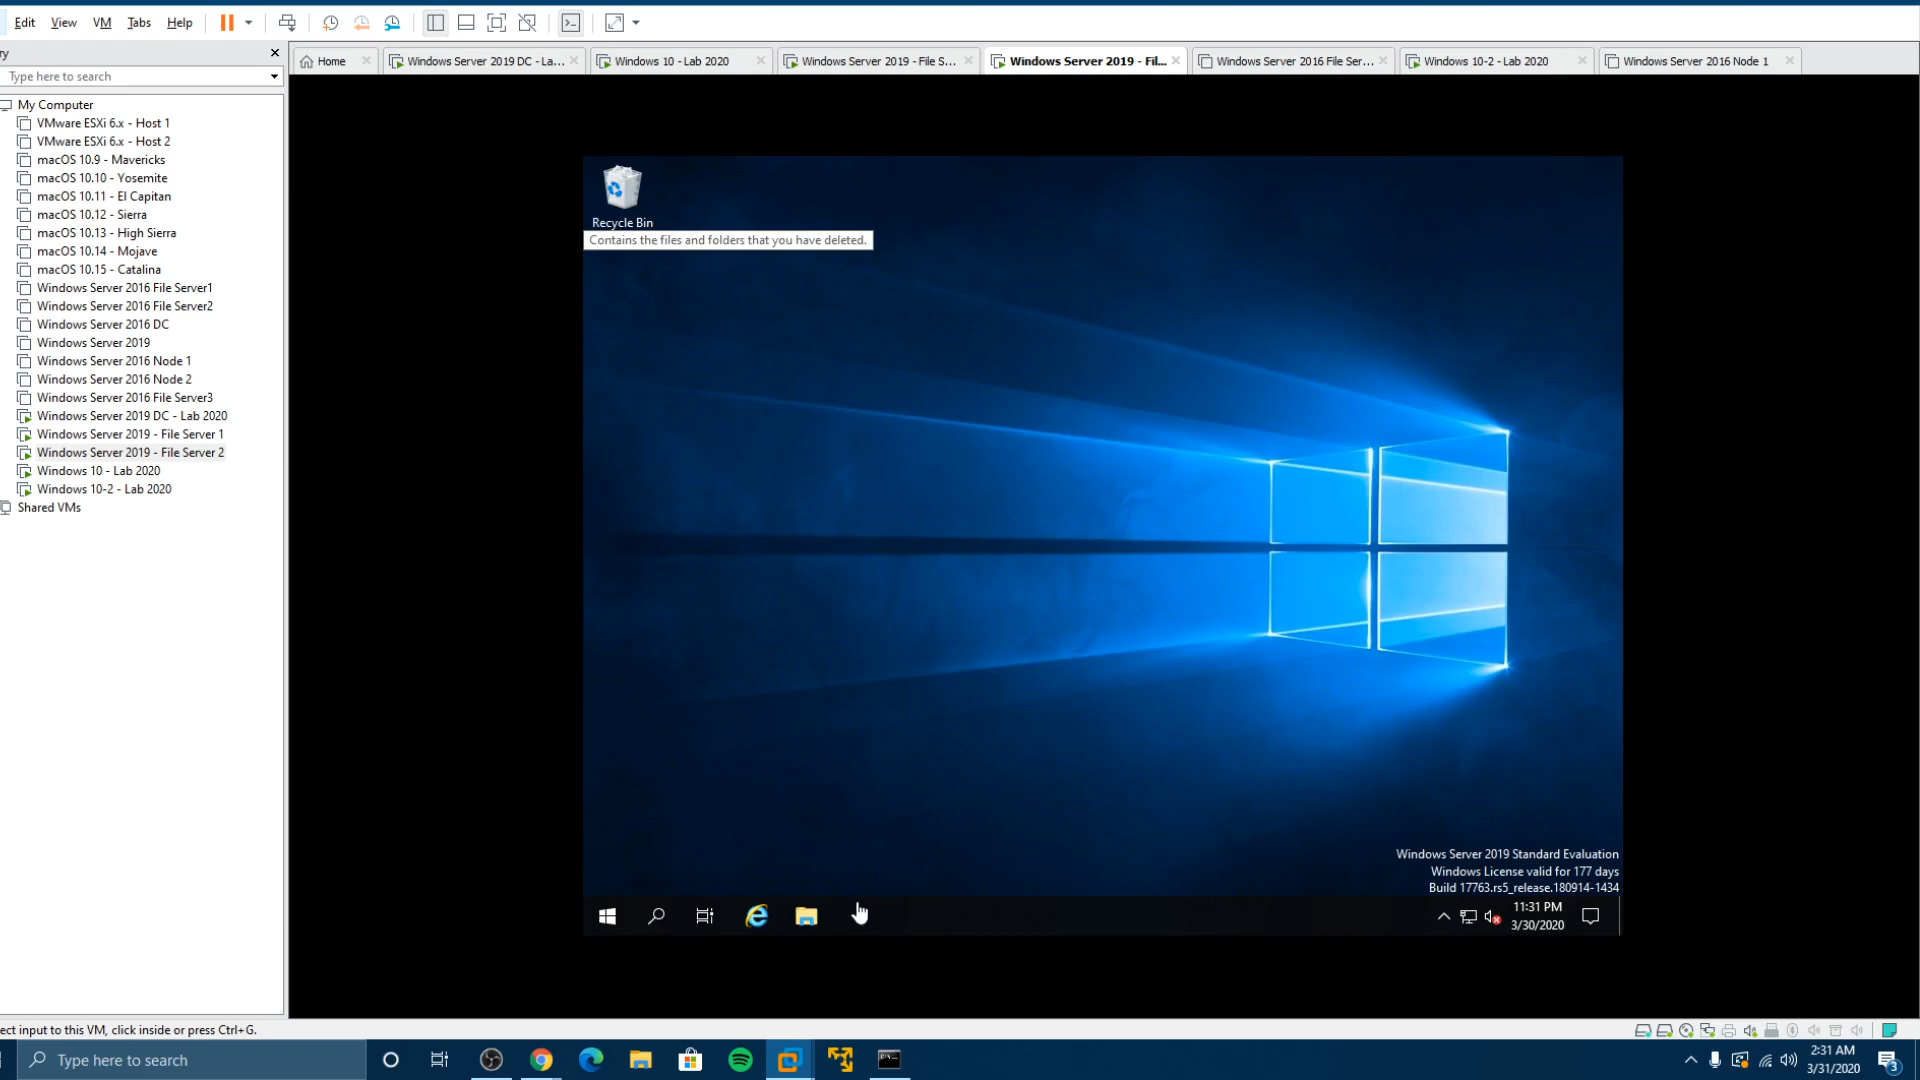 Edit View VM Tabs Help
ry
Type here to search
My Computer
VMware ESXi 6.x - Host 1
VMware ESXi 6.x - Host 2
macOS 10.9 - Mavericks
macOS 10.10 - Yosemite
macOS 10.11 - El Capitan
macOS 10.12 - Sierra
macOS 10.13 - High Sierra
macOS 10.14 - Mojave
macOS 10.15 - Catalina
Windows Server 2016 File Server1
Windows Server 2016 File Server2
Windows Server 2016 DC
Windows Server 2019
Windows Server 2016 Node 1
Windows Server 2016 Node 2
Windows Server 2016 File Server3
Windows Server 2019 DC - Lab 2020
Windows Server 2019 - File Server 1
Windows Server 2019 - File Server 2
Windows 10 - Lab 2020
Windows 10-2 - Lab 2020
Shared VMs
Home
Windows Server 2019 DC - La...
Windows 10 - Lab 2020
Windows Server 2019 - File S...
Windows Server 2019 - Fil...
Windows Server 2016 File Ser...
Windows 10-2 - Lab 2020
Windows Server 2016 Node 1
Recycle Bin
Contains the files and folders that you have deleted.
Windows Server 2019 Standard Evaluation
Windows License valid for 177 days
Build 17763.rs5_release.180914-1434
11:31 PM
3/30/2020
ect input to this VM, click inside or press Ctrl+G.
Type here to search
2:31 AM
3/31/2020
3